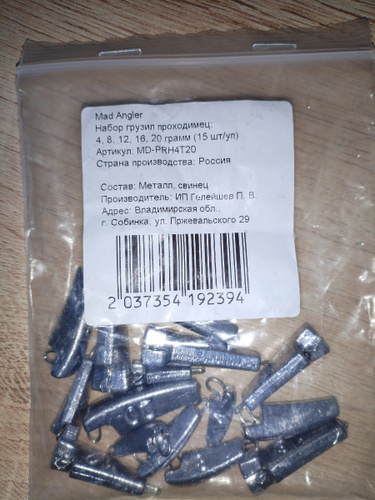 Mad Angler
Набор грузил проходимец:
4, 8, 12, 16, 20 грамм (15 шт/уп)
Артикул: MD-PRH4T20
Страна производства: Россия
Состав: Металл, свинец
Производитель: ИП Гелейшев П. В.
Адрес: Владимирская обл.,
г. Собинка, ул. Пржевальского 29
2 037354 192394